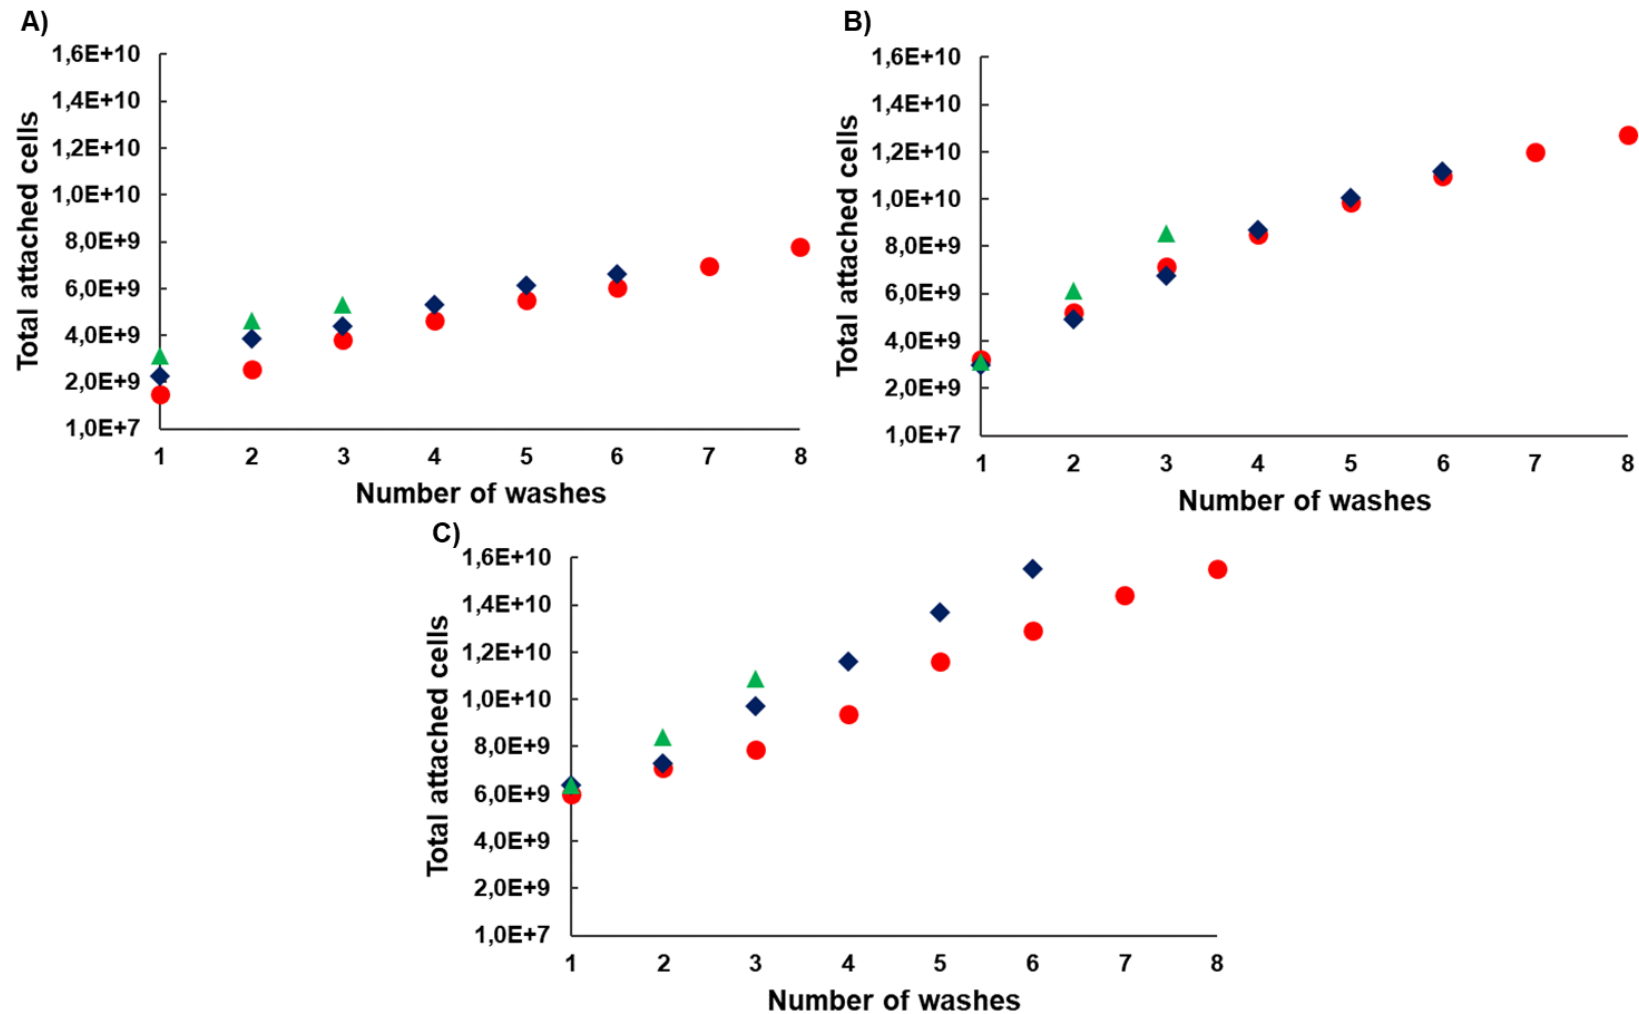 A)
1,6E+10
1,4E+10
1,2E+10
1,0E+10
8,0E+9
6,0E+9
4,0E+9
2,0E+9
1,0E+7
Total attached cells
1 2 3 4 5 6 7 8
Number of washes
B)
1,6E+10
1,4E+10
1,2E+10
1,0E+10
8,0E+9
6,0E+9
4,0E+9
2,0E+9
1,0E+7
Total attached cells
1 2 3 4 5 6 7 8
Number of washes
C)
1,6E+10
1,4E+10
1,2E+10
1,0E+10
8,0E+9
6,0E+9
4,0E+9
2,0E+9
1,0E+7
Total attached cells
1 2 3 4 5 6 7 8
Number of washes